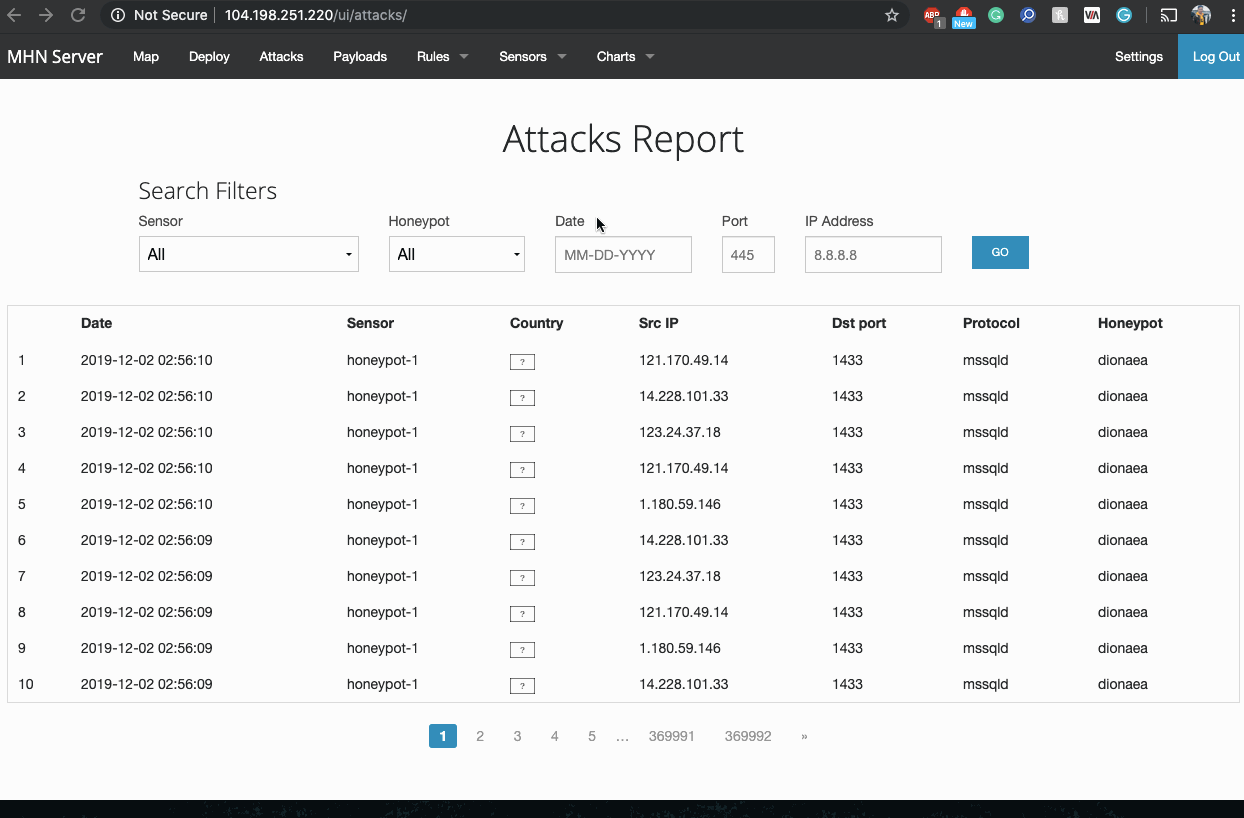 Not Secure 104.198.251.220/ui/attacks/ ABP 1 New G VIA G
MHN Server Map Deploy Attacks Payloads Rules Sensors Charts Settings Log Out
Attacks Report
Search Filters
Sensor Honeypot Date Port IP Address
All All MM-DD-YYYY 445 8.8.8.8 GO
Date Sensor Country Src IP Dst port Protocol Honeypot
1 2019-12-02 02:56:10 honeypot-1 ? 121.170.49.14 1433 mssqld dionaea
2 2019-12-02 02:56:10 honeypot-1 ? 14.228.101.33 1433 mssqld dionaea
3 2019-12-02 02:56:10 honeypot-1 ? 123.24.37.18 1433 mssqld dionaea
4 2019-12-02 02:56:10 honeypot-1 ? 121.170.49.14 1433 mssqld dionaea
5 2019-12-02 02:56:10 honeypot-1 ? 1.180.59.146 1433 mssqld dionaea
6 2019-12-02 02:56:09 honeypot-1 ? 14.228.101.33 1433 mssqld dionaea
7 2019-12-02 02:56:09 honeypot-1 ? 123.24.37.18 1433 mssqld dionaea
8 2019-12-02 02:56:09 honeypot-1 ? 121.170.49.14 1433 mssqld dionaea
9 2019-12-02 02:56:09 honeypot-1 ? 1.180.59.146 1433 mssqld dionaea
10 2019-12-02 02:56:09 honeypot-1 ? 14.228.101.33 1433 mssqld dionaea
1 2 3 4 5 ... 369991 369992 »